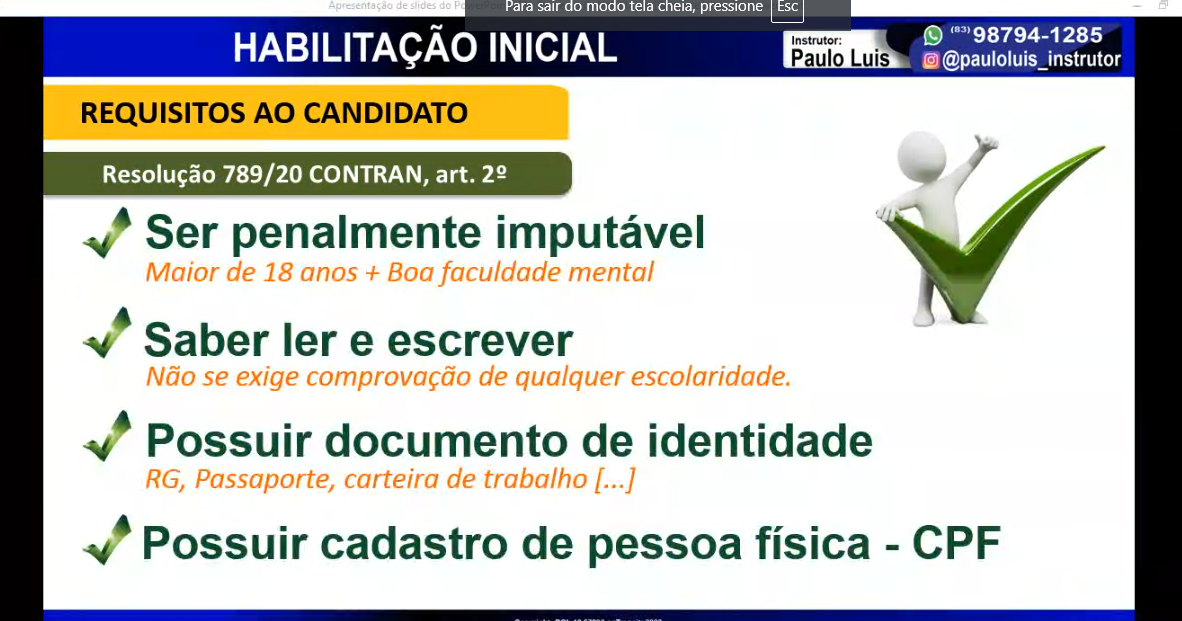 Apresentação de slides do Pow
Para sair do modo tela cheia, pressione Esc
HABILITAÇÃO INICIAL
Instrutor:
Paulo Luis
(83) 98794-1285
@pauloluis_instrutor
REQUISITOS AO CANDIDATO
Resolução 789/20 CONTRAN, art. 2º
Ser penalmente imputável
Maior de 18 anos + Boa faculdade mental
Saber ler e escrever
Não se exige comprovação de qualquer escolaridade.
Possuir documento de identidade
RG, Passaporte, carteira de trabalho [...]
Possuir cadastro de pessoa física - CPF